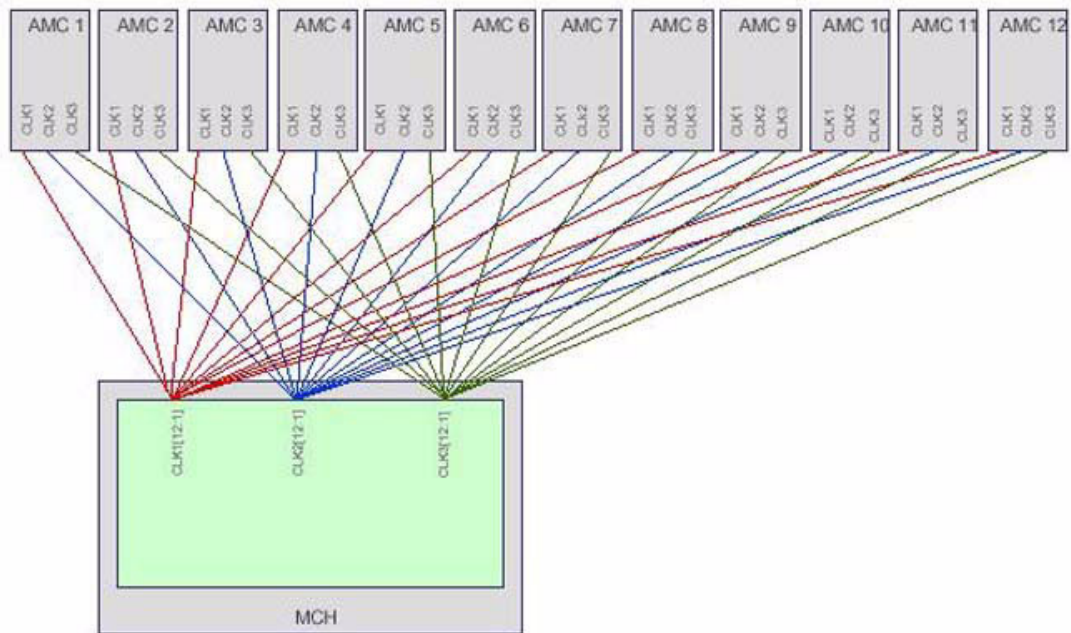 AMC 1 AMC 2 AMC 3 AMC 4 AMC 5 AMC 6 AMC 7 AMC 8 AMC 9 AMC 10 AMC 11 AMC 12
CLK1 CLK2 CLK3 CLK1 CLK2 CLK3 CLK1 CLK2 CLK3 CLK1 CLK2 CLK3 CLK1 CLK2 CLK3 CLK1 CLK2 CLK3 CLK1 CLk2 CLK3 CLK1 CLK2 CLK3 CLK1 CLK2 CLK3 CLK1 CLK2 CLK3 CLK1 CLK2 CLK3 CLK1 CLK2 CLK3
CLK1[12:1] CLK2[12:1] CLK3[12:1]
MCH